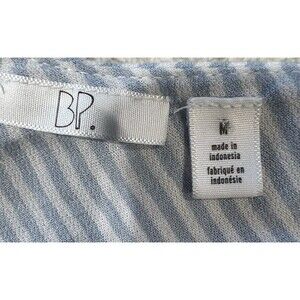 BP.
M
made in
indonesia
fabriqué en
indonésie